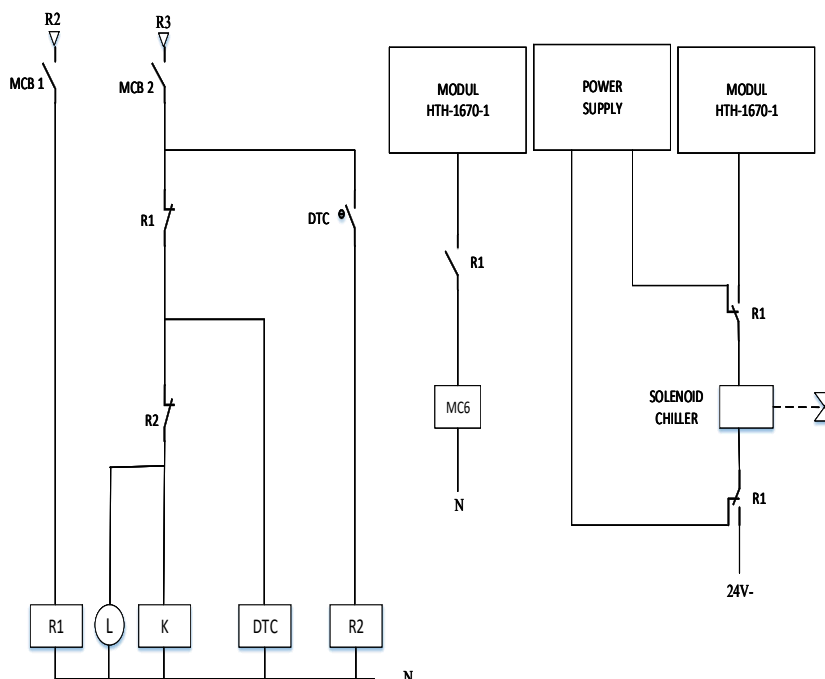 R2
R3
MCB 1
MCB 2
MODUL
HTH-1670-1
POWER
SUPPLY
MODUL
HTH-1670-1
R1
DTC
R1
R1
R2
MC6
SOLENOID
CHILLER
N
R1
24V-
R1
L
K
DTC
R2
N